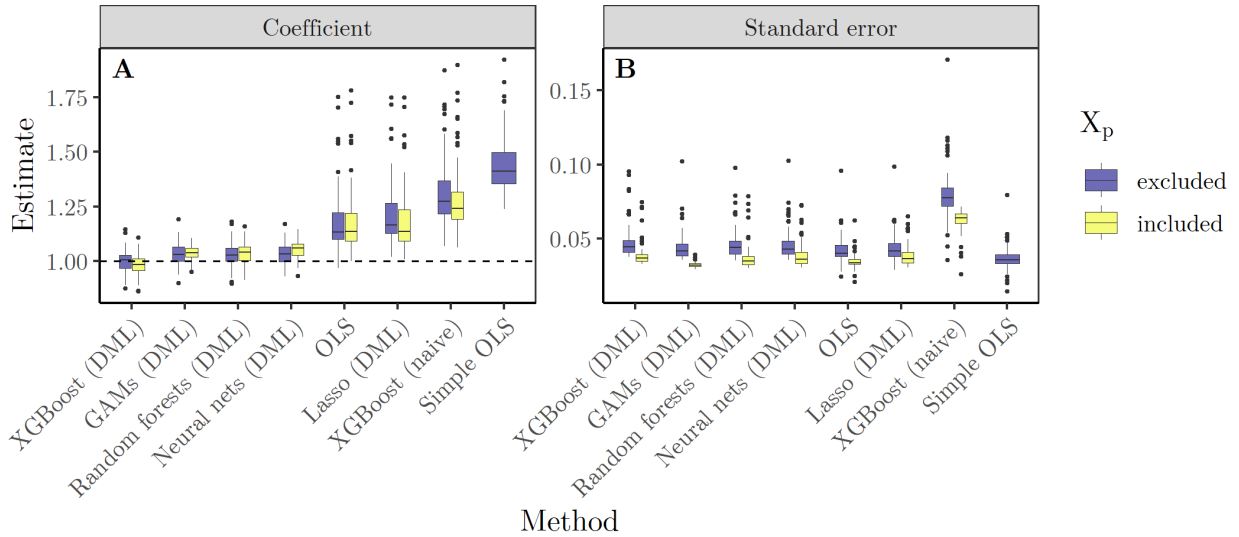 Coefficient
Standard error
A
B
Estimate
1.75
1.50
1.25
1.00
0.15
0.10
0.05
XGBoost (DML)
GAMs (DML)
Random forests (DML)
Neural nets (DML)
OLS
Lasso (DML)
XGBoost (naive)
Simple OLS
XGBoost (DML)
GAMs (DML)
Random forests (DML)
Neural nets (DML)
OLS
Lasso (DML)
XGBoost (naive)
Simple OLS
Method
Xp
excluded
included